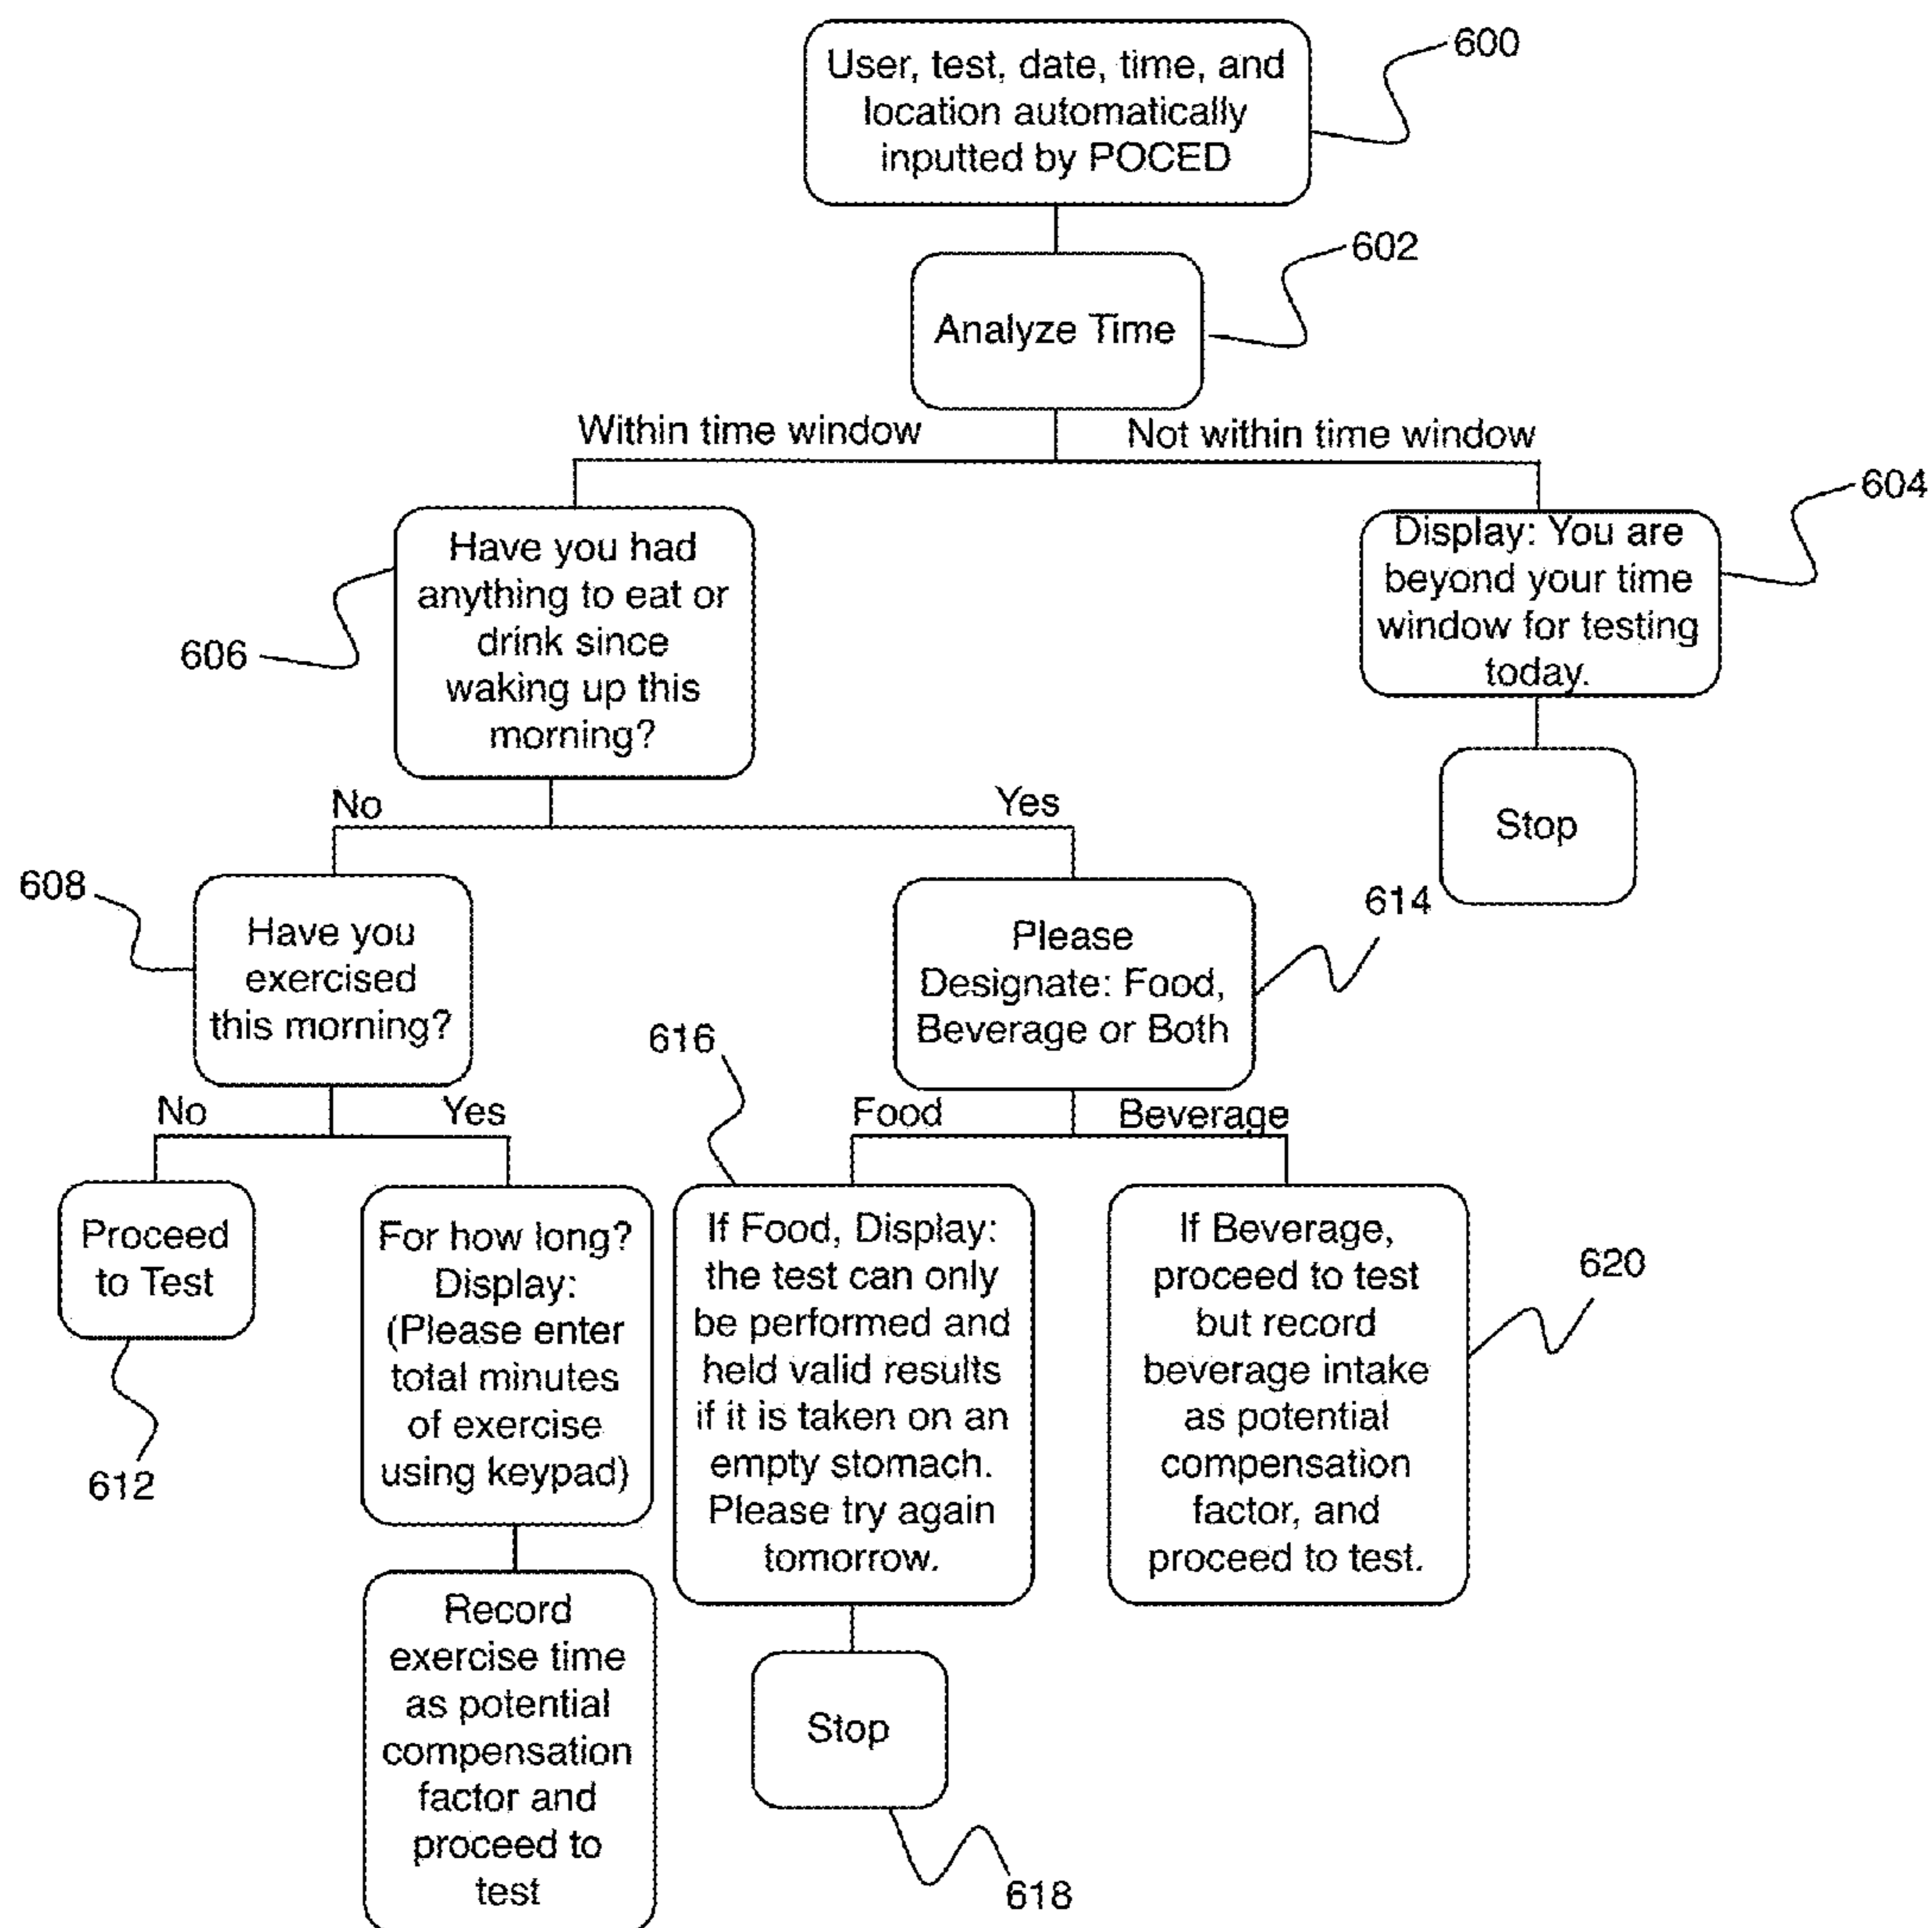 User, test, date, time, and
location automatically
inputted by POCED
600
Analyze Time
602
Within time window
Not within time window
Have you had
anything to eat or
drink since
waking up this
morning?
606
Display: You are
beyond your time
window for testing
today.
604
Stop
No
Yes
608
Have you
exercised
this morning?
Please
Designate: Food,
Beverage or Both
614
No
Yes
616
Food
Beverage
Proceed
to Test
612
For how long?
Display:
(Please enter
total minutes
of exercise
using keypad)
If Food, Display:
the test can only
be performed and
held valid results
if it is taken on an
empty stomach.
Please try again
tomorrow.
If Beverage,
proceed to test
but record
beverage intake
as potential
compensation
factor, and
proceed to test.
620
Record
exercise time
as potential
compensation
factor and
proceed to
test
Stop
618